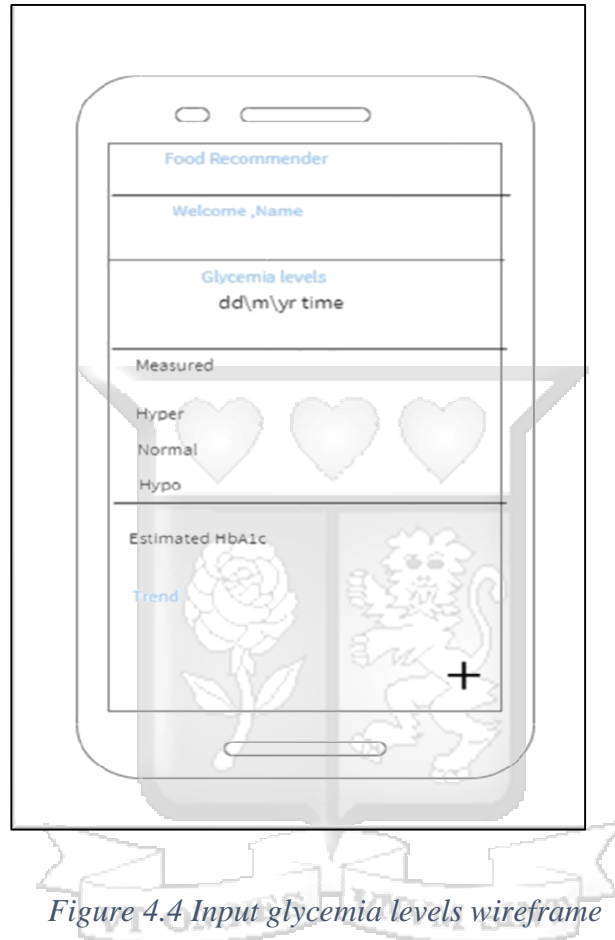 Food Recommender
Welcome ,Name
Glycemia levels
dd\m\yr time
Measured
Hyper
Normal
Hypo
Estimated HbA1c
Trend
+
Figure 4.4 Input glycemia levels wireframe